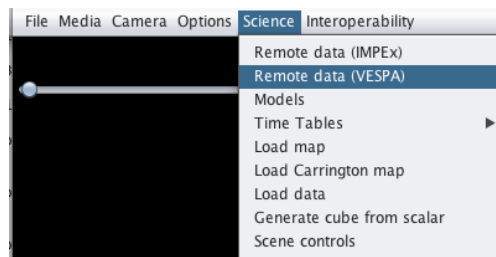 File Media Camera Options Science Interoperability
Remote data (IMPEx)
Remote data (VESPA)
Models
Time Tables
Load map
Load Carrington map
Load data
Generate cube from scalar
Scene controls